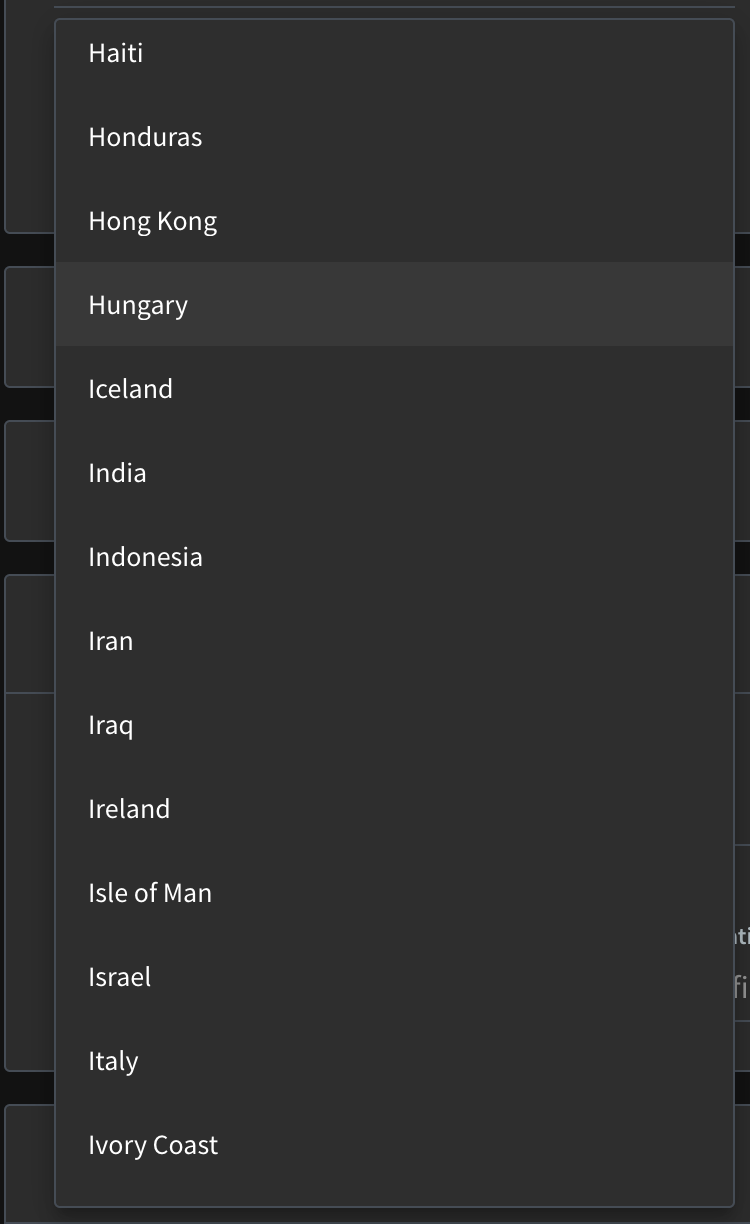 Haiti
Honduras
Hong Kong
Hungary
Iceland
India
Indonesia
Iran
Iraq
Ireland
Isle of Man
Israel
Italy
Ivory Coast